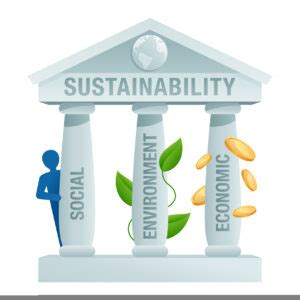 SUSTAINABILITY
SOCIAL
ENVIRONMENT
ECONOMIC